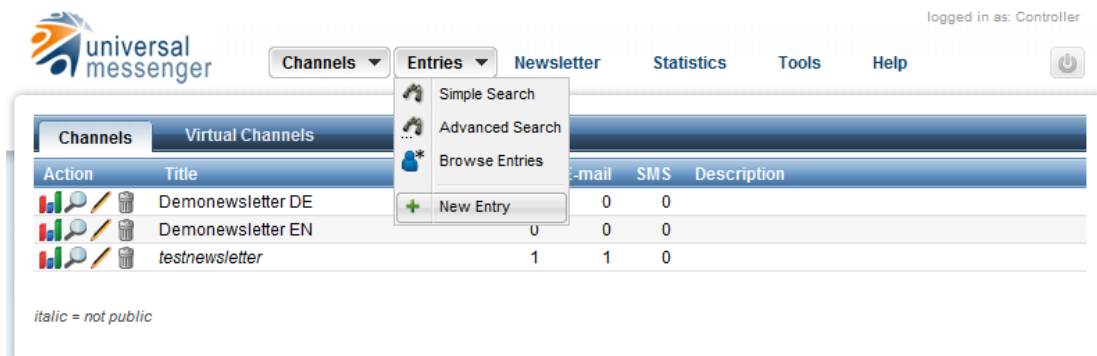 logged in as: Controller
universal
messenger
Channels Entries Newsletter Statistics Tools Help
Simple Search
Advanced Search
Browse Entries
New Entry
Channels Virtual Channels
Action Title -mail SMS Description
Demonewsletter DE 0 0
Demonewsletter EN 0 0 0
testnewsletter 1 1 0
italic = not public